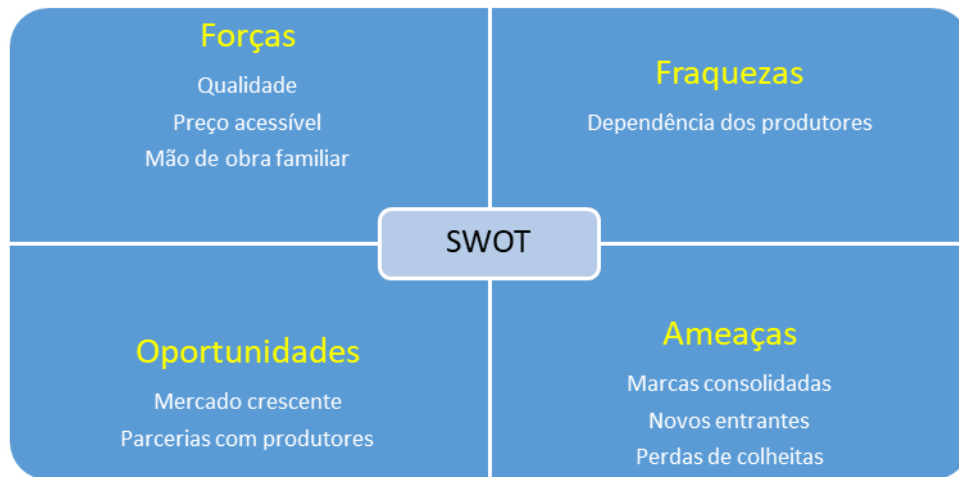 Forças
Qualidade
Preço acessível
Mão de obra familiar
Fraquezas
Dependência dos produtores
SWOT
Oportunidades
Mercado crescente
Parcerias com produtores
Ameaças
Marcas consolidadas
Novos entrantes
Perdas de colheitas